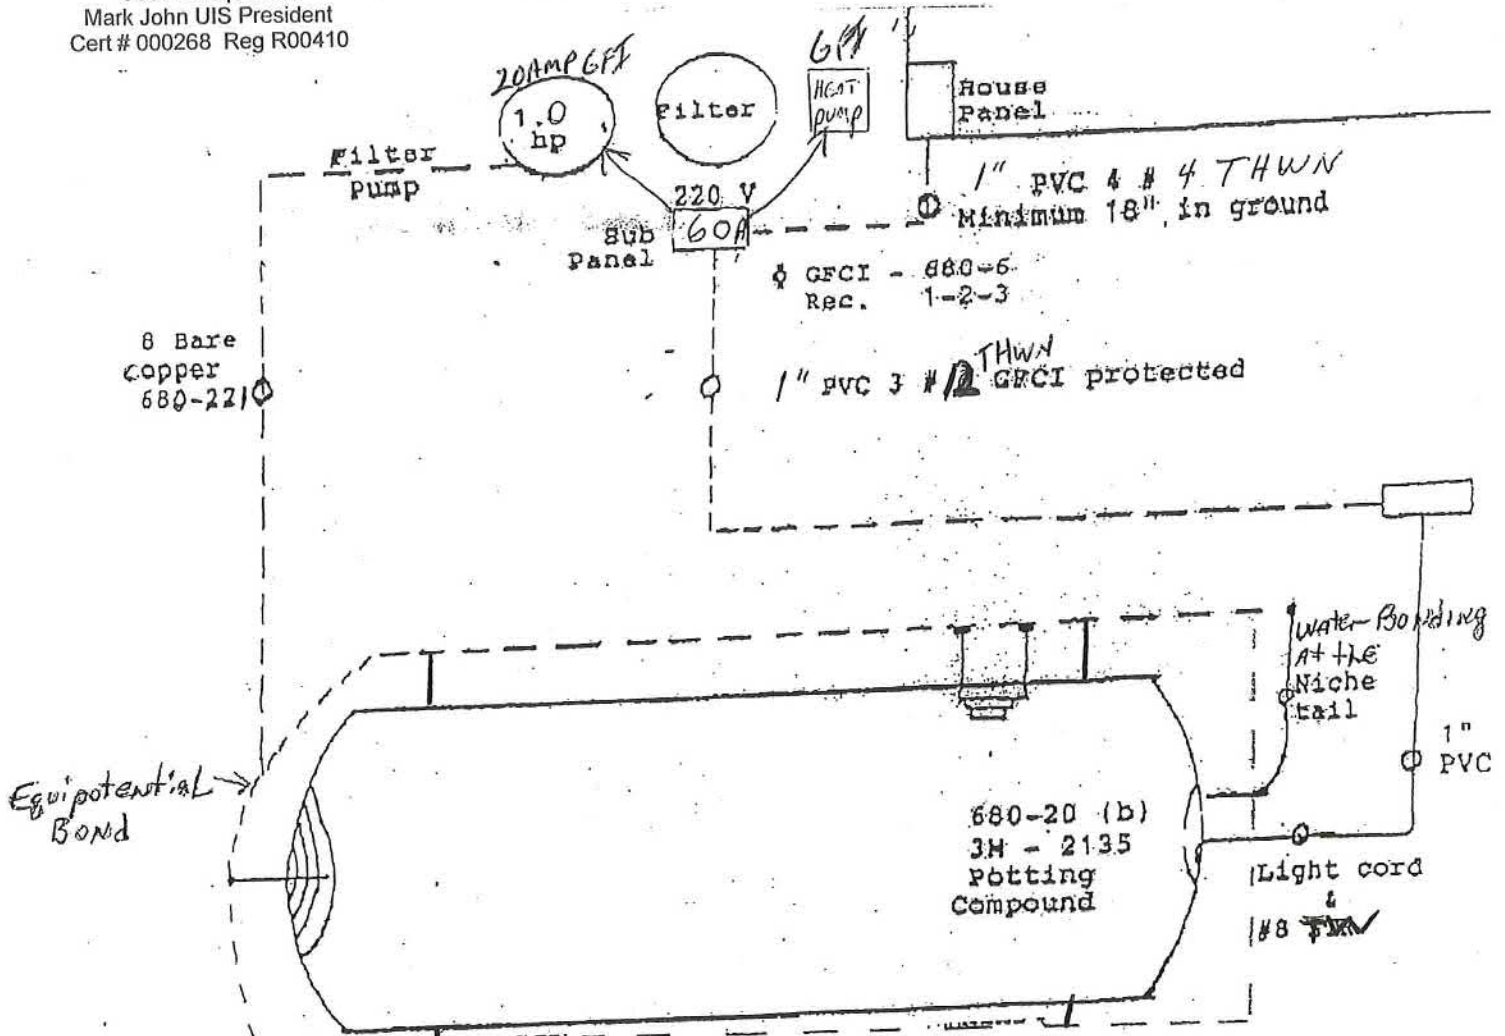 Mark John UIS President
Cert # 000268 Reg R00410
20AMP GFI
1.0
hp
Filter
Pump
Filter
GFI
HEAT
PUMP
House
Panel
220 V
60A
Sub
Panel
1" PVC 4 # 4 THWN
Minimum 18" in ground
GFCI - 680-6
Rec. 1-2-3
8 Bare
copper
680-221
THWN
1" PVC 3 #12 GFCI protected
Water Bonding
At the
Niche
tail
1"
PVC
Equipotential
Bond
680-20 (b)
3H - 2135
Potting
Compound
Light cord
&
#8